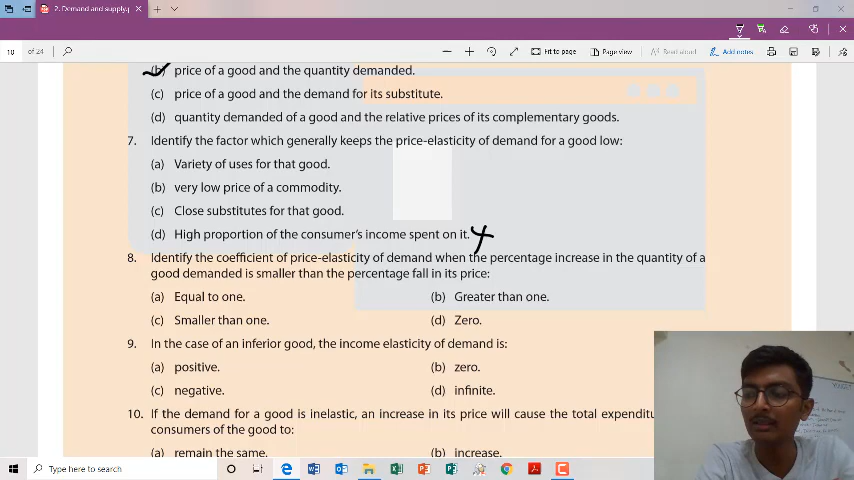 2. Demand and supply.p
18 of 24
Fit to page
Page view
Read aloud
Add notes
(b) price of a good and the quantity demanded.
(c) price of a good and the demand for its substitute.
(d) quantity demanded of a good and the relative prices of its complementary goods.
7. Identify the factor which generally keeps the price-elasticity of demand for a good low:
(a) Variety of uses for that good.
(b) very low price of a commodity.
(c) Close substitutes for that good.
(d) High proportion of the consumer's income spent on it.
8. Identify the coefficient of price-elasticity of demand when the percentage increase in the quantity of a
good demanded is smaller than the percentage fall in its price:
(a) Equal to one. (b) Greater than one.
(c) Smaller than one. (d) Zero.
9. In the case of an inferior good, the income elasticity of demand is:
(a) positive. (b) zero.
(c) negative. (d) infinite.
10. If the demand for a good is inelastic, an increase in its price will cause the total expenditu
consumers of the good to:
(a) remain the same. (b) increase.
Type here to search